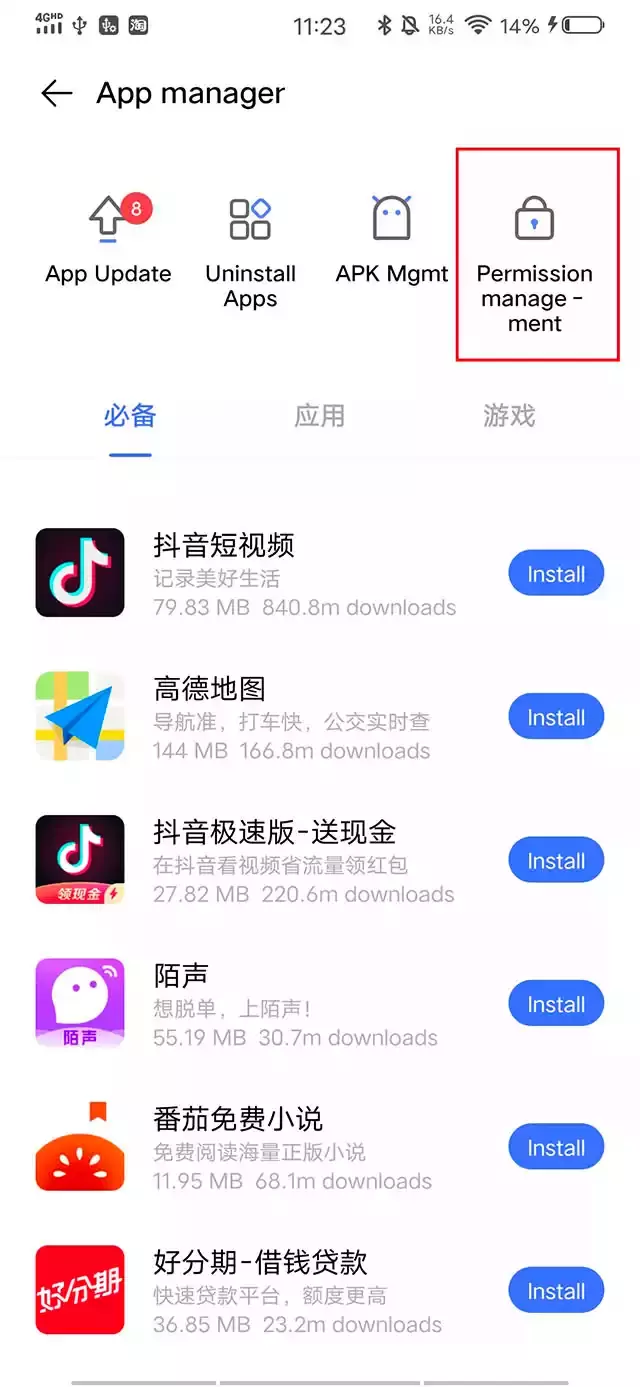 4GHD 淘 11:23 16.4 KB/s 14%
App manager
8
App Update
Uninstall
Apps
APK Mgmt
Permission
manage -
ment
必备 应用 游戏
抖音短视频
记录美好生活
79.83 MB 840.8m downloads
Install
高德地图
导航准，打车快，公交实时查
144 MB 166.8m downloads
Install
领现金
抖音极速版-送现金
在抖音看视频省流量领红包
27.82 MB 220.6m downloads
Install
陌声
陌声
想脱单，上陌声！
55.19 MB 30.7m downloads
Install
番茄免费小说
免费阅读海量正版小说
11.95 MB 68.1m downloads
Install
好分期
好分期-借钱贷款
快速贷款平台，额度更高
36.85 MB 23.2m downloads
Install